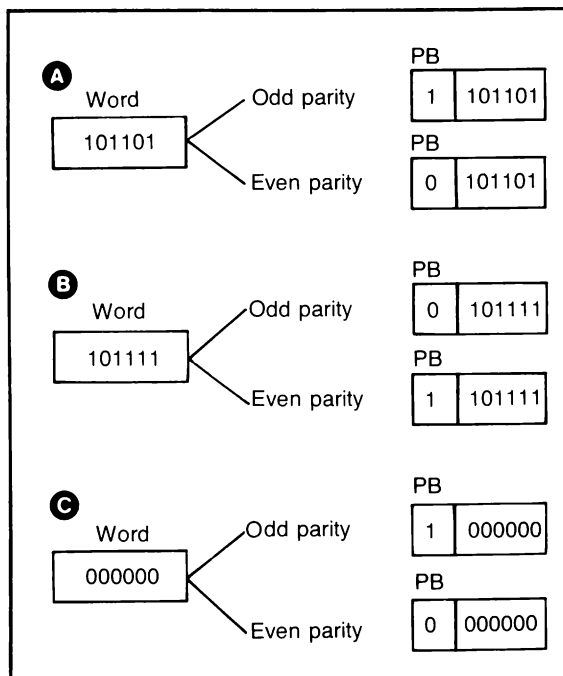 A
Word
101101
Odd parity
Even parity
PB
1 101101
PB
0 101101
B
Word
101111
Odd parity
Even parity
PB
0 101111
PB
1 101111
C
Word
000000
Odd parity
Even parity
PB
1 000000
PB
0 000000